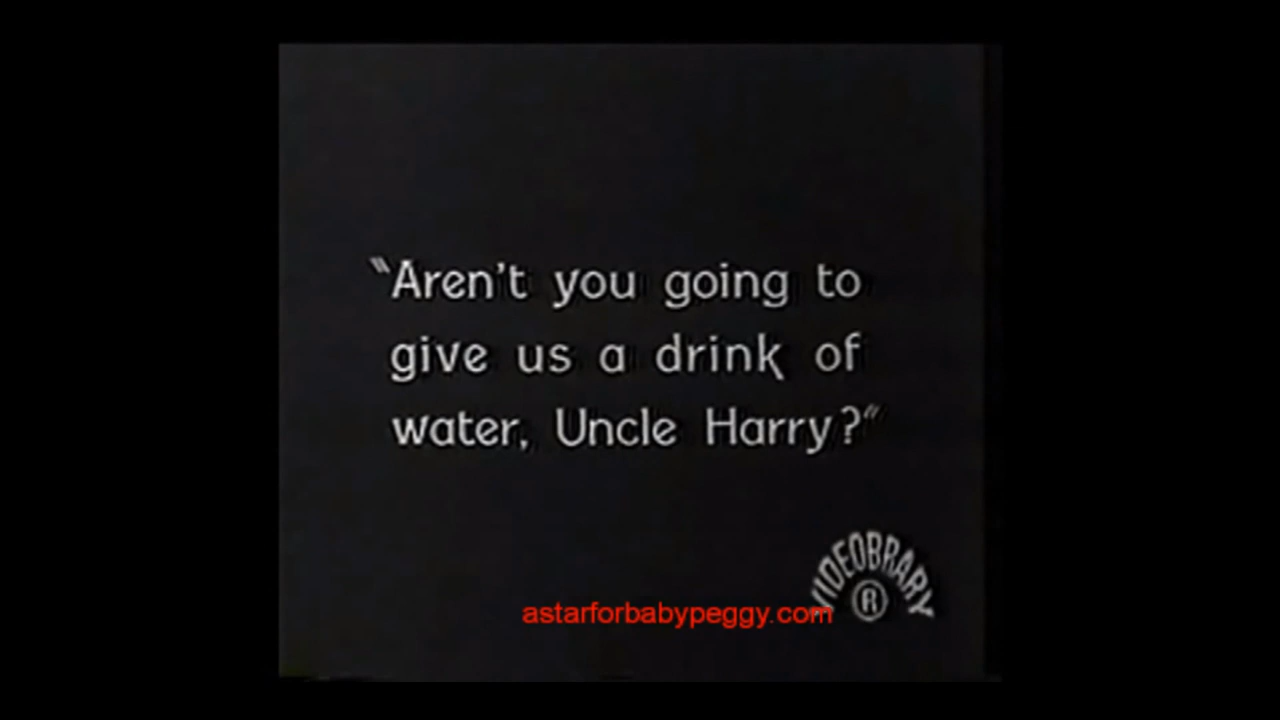 "Aren't you going to
give us a drink of
water, Uncle Harry?"
VIDEOBRARY
®
astarforbabypeggy.com